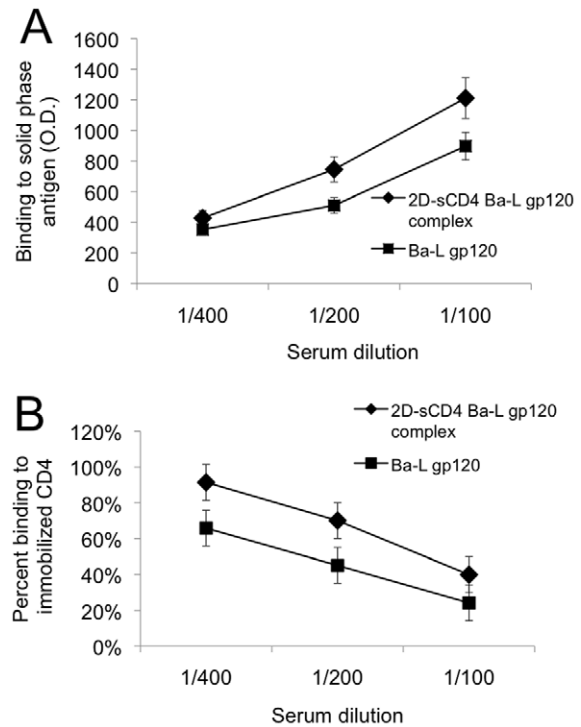 A
Binding to solid phase
antigen (O.D.)
1600
1400
1200
1000
800
600
400
200
0
2D-sCD4 Ba-L gp120
complex
Ba-L gp120
1/400 1/200 1/100
Serum dilution
B
2D-sCD4 Ba-L gp120
complex
Ba-L gp120
Percent binding to
immobilized CD4
120%
100%
80%
60%
40%
20%
0%
1/400 1/200 1/100
Serum dilution